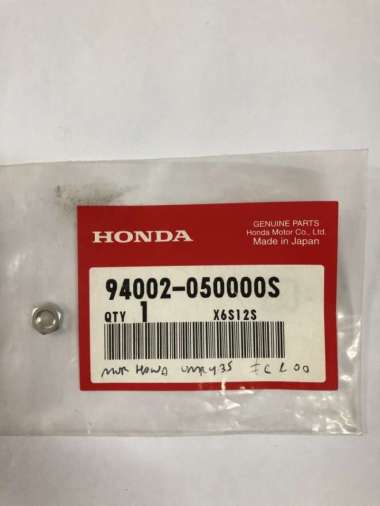 GENUINE PARTS
Honda Motor Co., Ltd.
Made in Japan
HONDA
94002-050000S
QTY 1 X6S12S